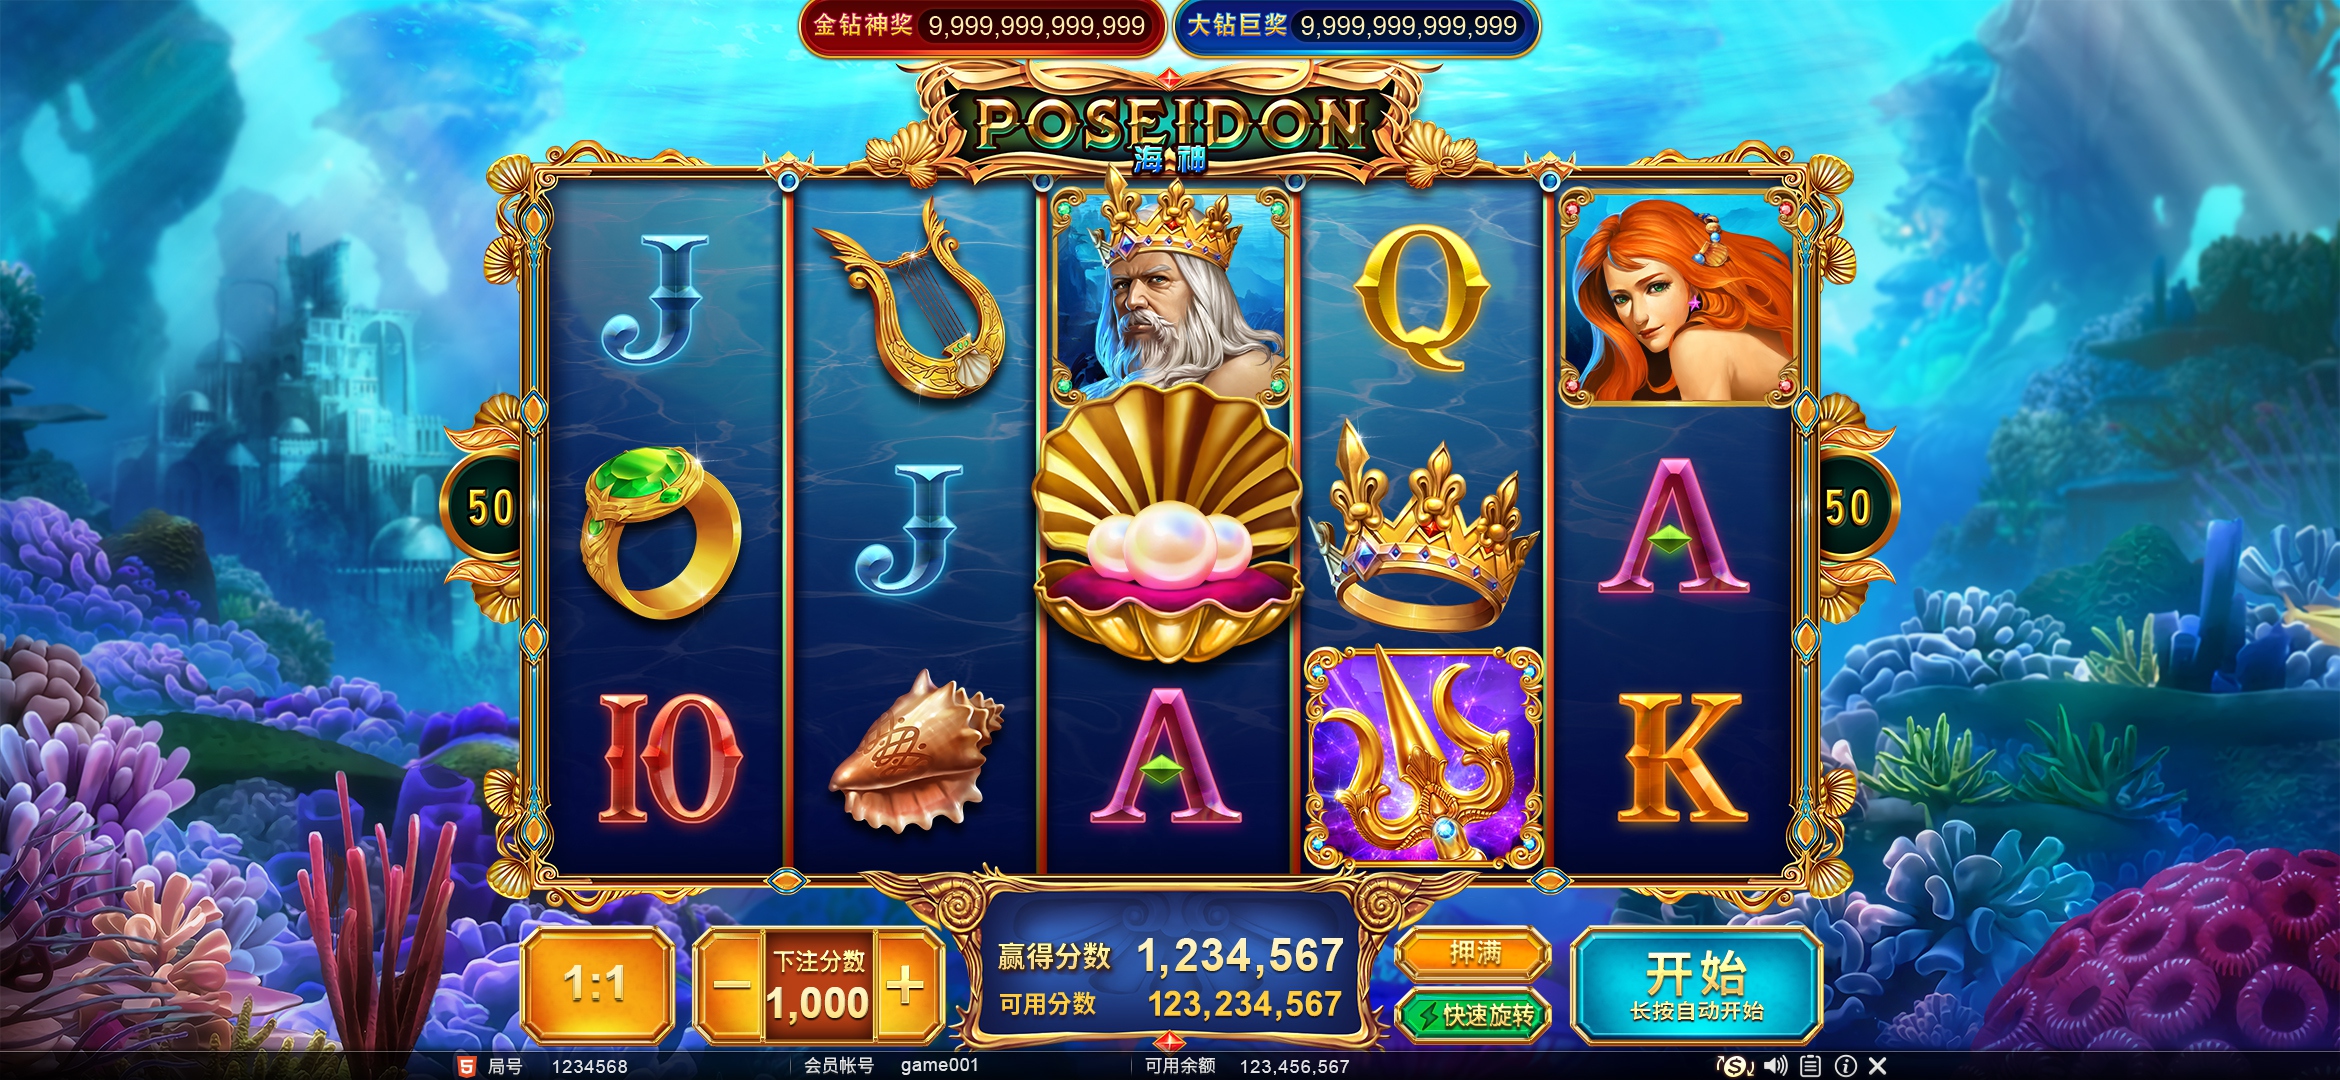 金钻神奖 9,999,999,999,999
大钻巨奖 9,999,999,999,999
POSEIDON
海神
J
Q
50
J
A
50
10
A
K
1:1
下注分数
1,000
赢得分数 1,234,567
可用分数 123,234,567
押满
快速旋转
开始
长按自动开始
局号 1234568
会员帐号 game001
可用余额 123,456,567